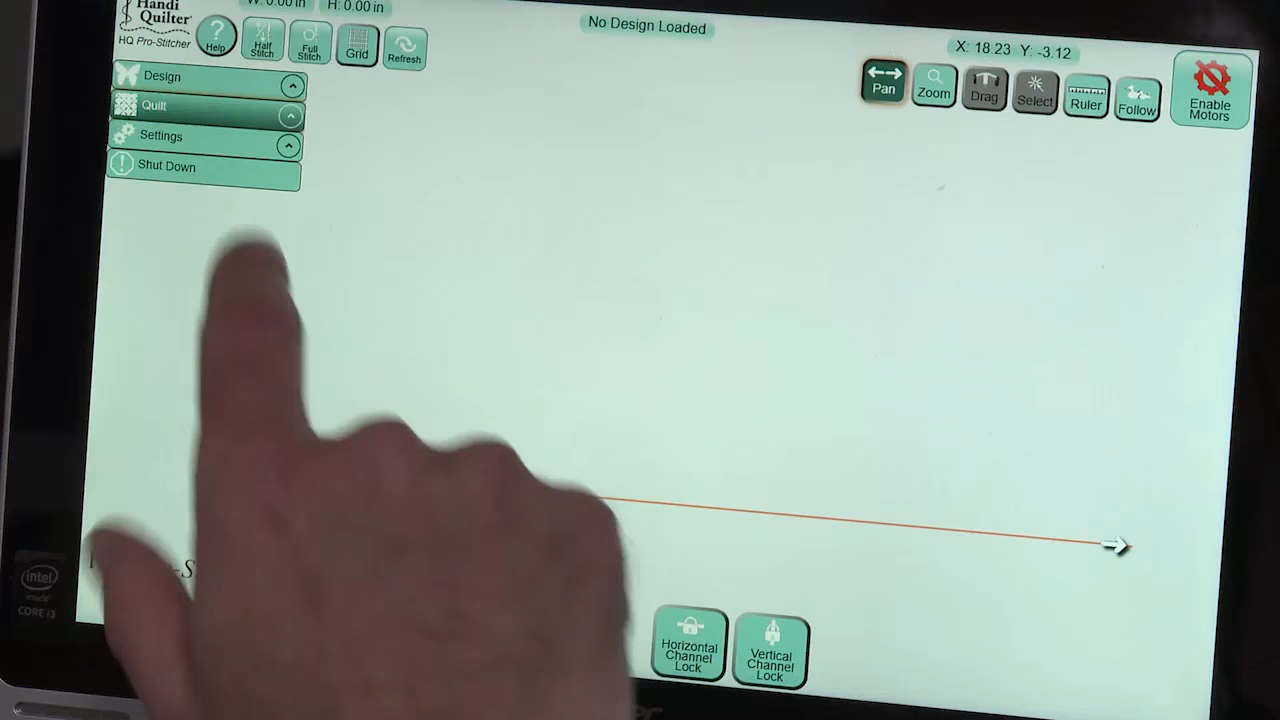 Handi
Quilter
HQ Pro-Stitcher
W: 0.00 in H: 0.00 in
Help
Half
Stitch
Full
Stitch
Grid
Refresh
No Design Loaded
X: 18.23 Y: -3.12
Pan
Zoom
Drag
Select
Ruler
Follow
Enable
Motors
Design
Quilt
Settings
Shut Down
Horizontal
Channel
Lock
Vertical
Channel
Lock
intel
inside
CORE i3